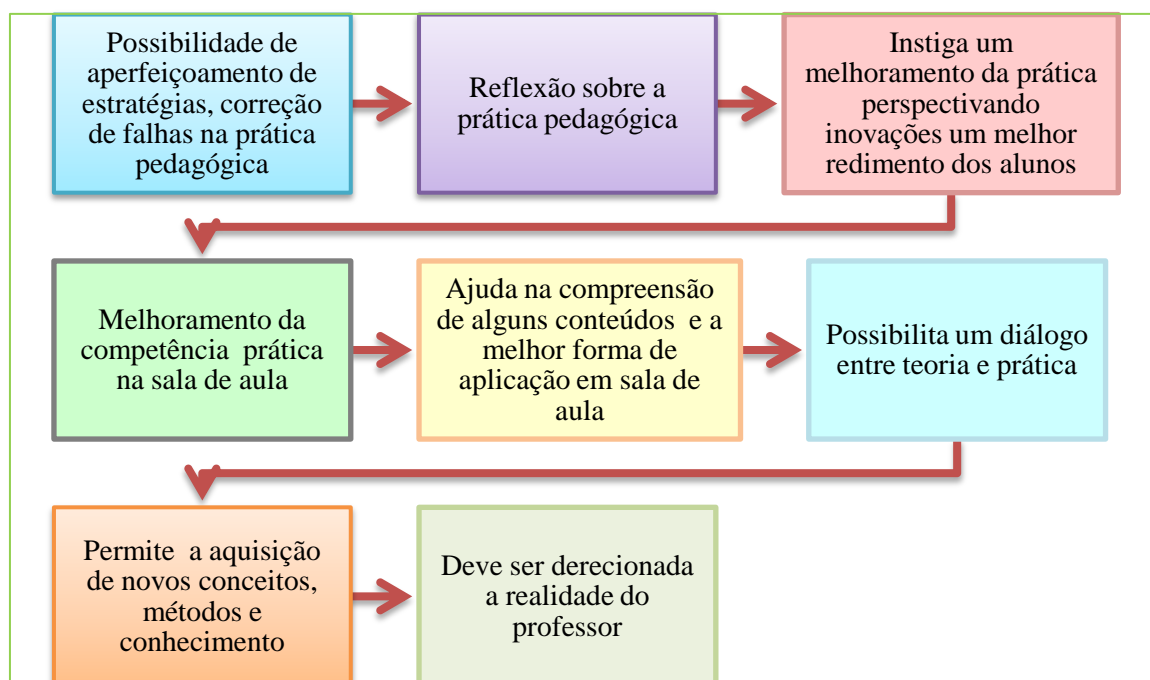 Possibilidade de
aperfeiçoamento de
estratégias, correção
de falhas na prática
pedagógica
Reflexão sobre a
prática pedagógica
Instiga um
melhoramento da prática
perspectivando
inovações um melhor
redimento dos alunos
Melhoramento da
competência prática
na sala de aula
Ajuda na compreensão
de alguns conteúdos e a
melhor forma de
aplicação em sala de
aula
Possibilita um diálogo
entre teoria e prática
Permite a aquisição
de novos conceitos,
métodos e
conhecimento
Deve ser derecionada
a realidade do
professor